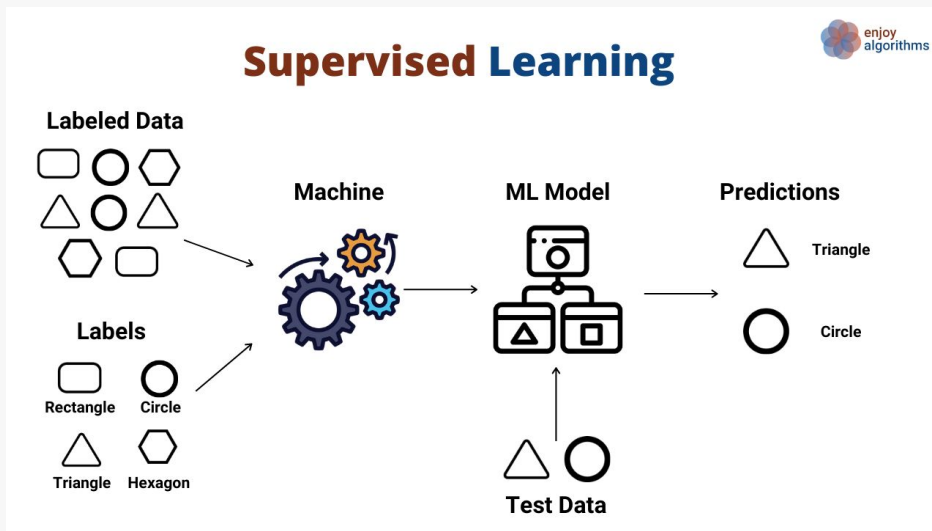 enjoy
algorithms
Supervised Learning
Labeled Data
Machine
ML Model
Predictions
Triangle
Circle
Labels
Rectangle
Circle
Triangle
Hexagon
Test Data